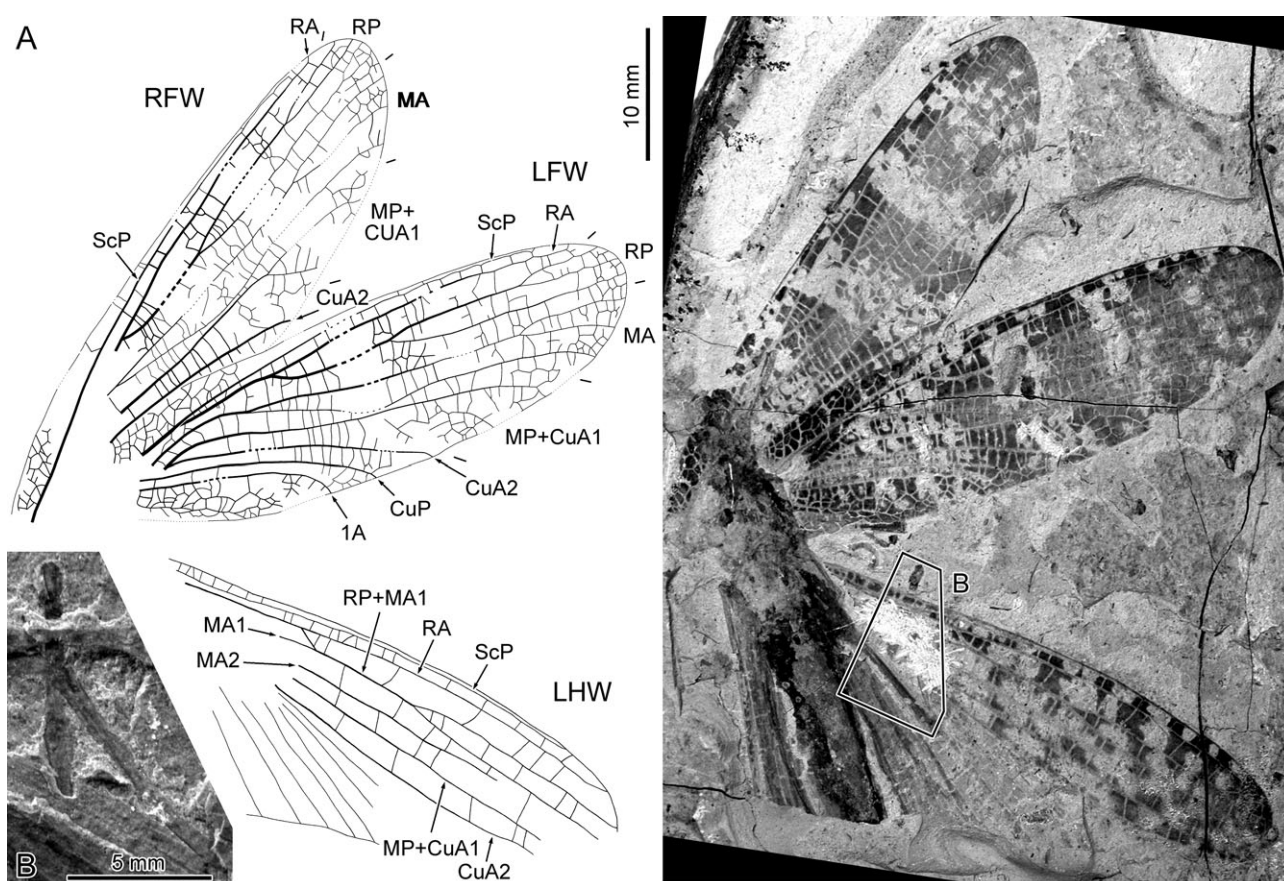 A
RA
RP
RFW
MA
10 mm
LFW
MP+
CUA1
ScP
RA
ScP
RP
CuA2
MA
MP+CuA1
CuA2
CuP
1A
RP+MA1
MA1
RA
MA2
ScP
LHW
MP+CuA1
CuA2
B
5 mm
B